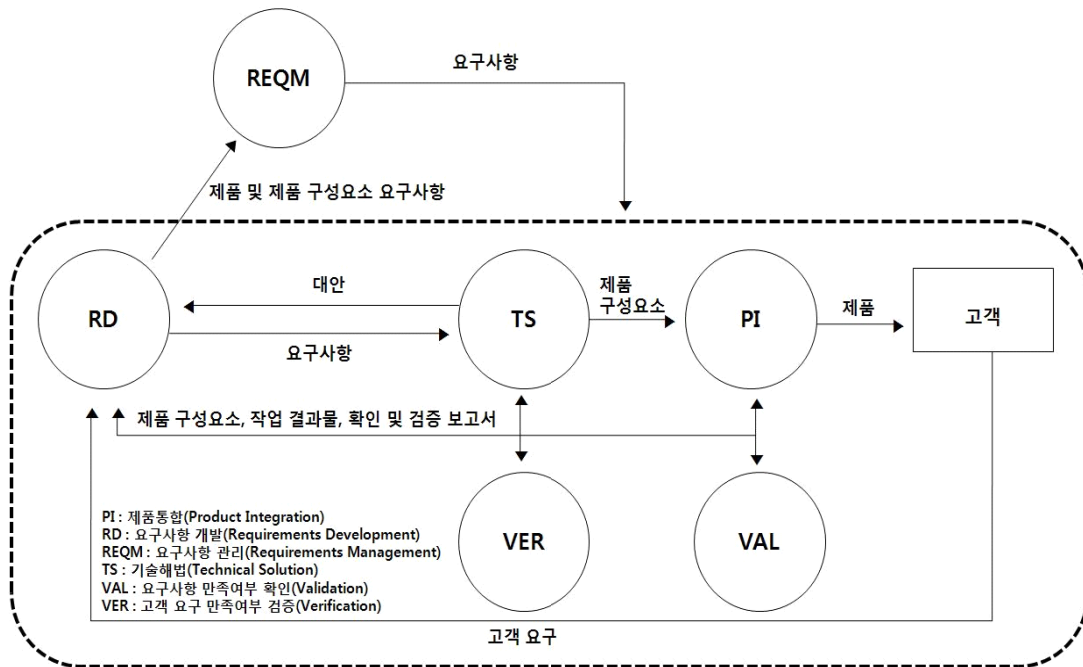 REQM
요구사항
제품 및 제품 구성요소 요구사항
RD
대안
요구사항
TS
제품
구성요소
PI
제품
고객
제품 구성요소, 작업 결과물, 확인 및 검증 보고서
VER
VAL
PI : 제품통합(Product Integration)
RD : 요구사항 개발(Requirements Development)
REQM : 요구사항 관리(Requirements Management)
TS : 기술해법(Technical Solution)
VAL : 요구사항 만족여부 확인(Validation)
VER : 고객 요구 만족여부 검증(Verification)
고객 요구